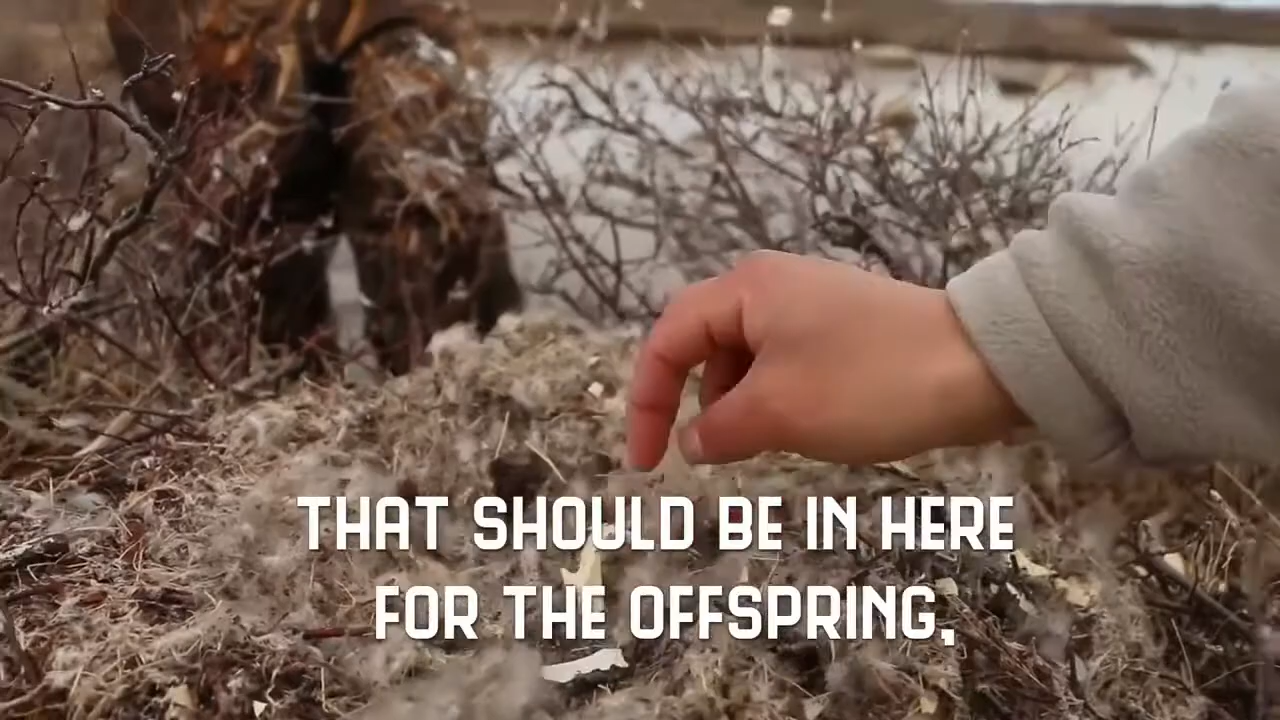 THAT SHOULD BE IN HERE
FOR THE OFFSPRING,